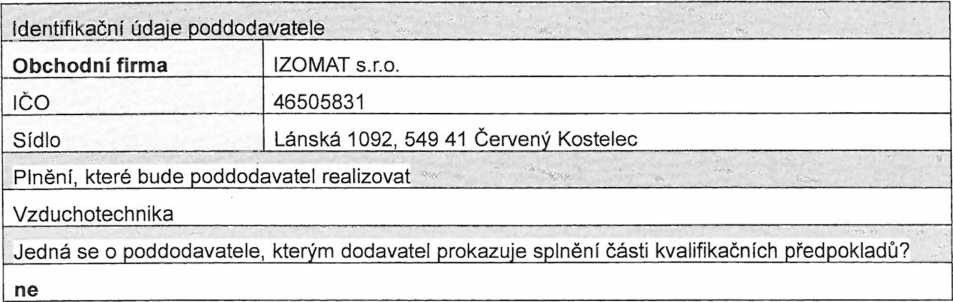 Identifikační údaje poddodavatele
Obchodní firma IZOMAT s.r.o.
IČO 46505831
Sídlo Lánská 1092, 549 41 Červený Kostelec
Plnění, které bude poddodavatel realizovat
Vzduchotechnika
Jedná se o poddodavatele, kterým dodavatel prokazuje splnění části kvalifikačních předpokladů?
ne